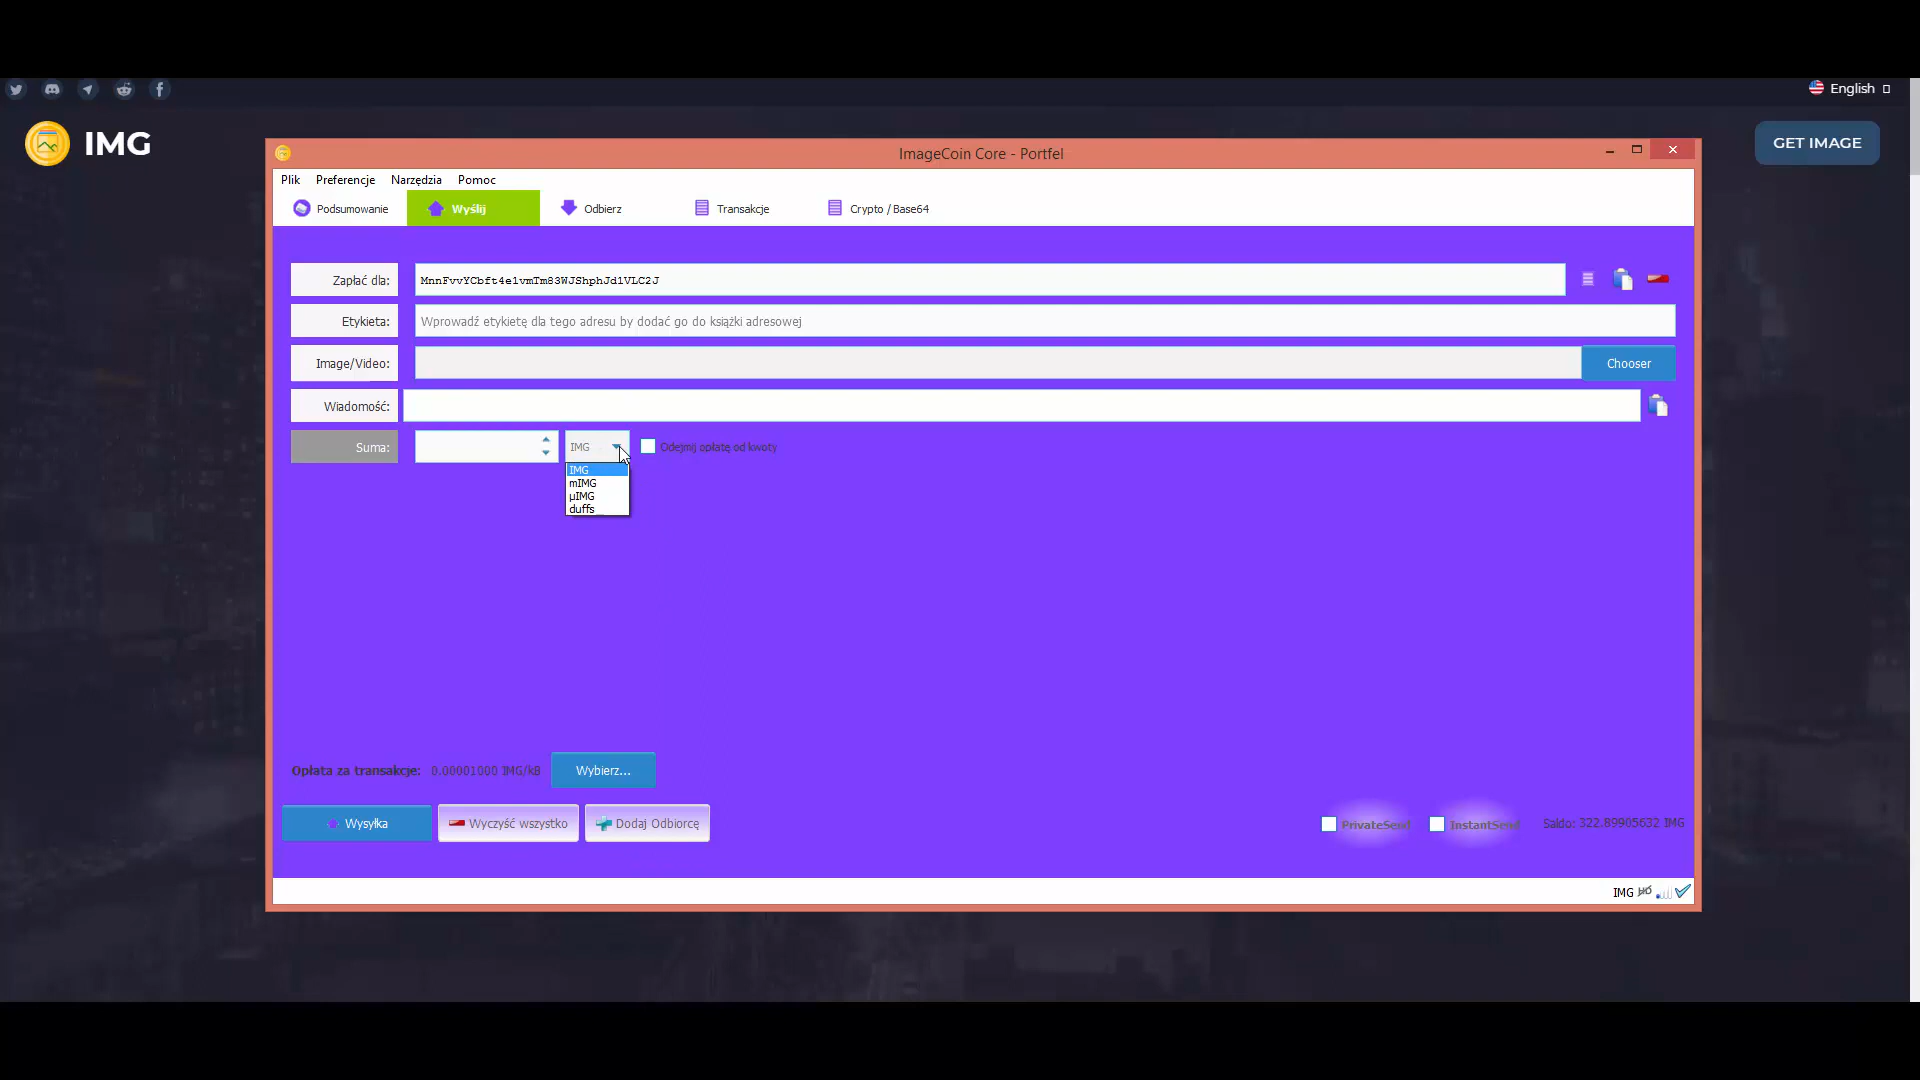 English
IMG
GET IMAGE
ImageCoin Core - Portfel
Plik Preferencje Narzędzia Pomoc
Podsumowanie Wyślij Odbierz Transakcje Crypto / Base64
Zapłać dla: MnnFvvYCbft4e1vmTm83WJShphJd1VLC2J
Etykieta: Wprowadź etykietę dla tego adresu by dodać go do książki adresowej
Image/Video: Chooser
Wiadomość:
Suma: IMG Odejmij opłatę od kwoty
IMG
mIMG
µIMG
duffs
Opłata za transakcje: 0.00001000 IMG/kB Wybierz...
Wysyłka Wyczyść wszystko Dodaj Odbiorcę PrivateSend InstantSend Saldo: 322.89905632 IMG
IMG HD